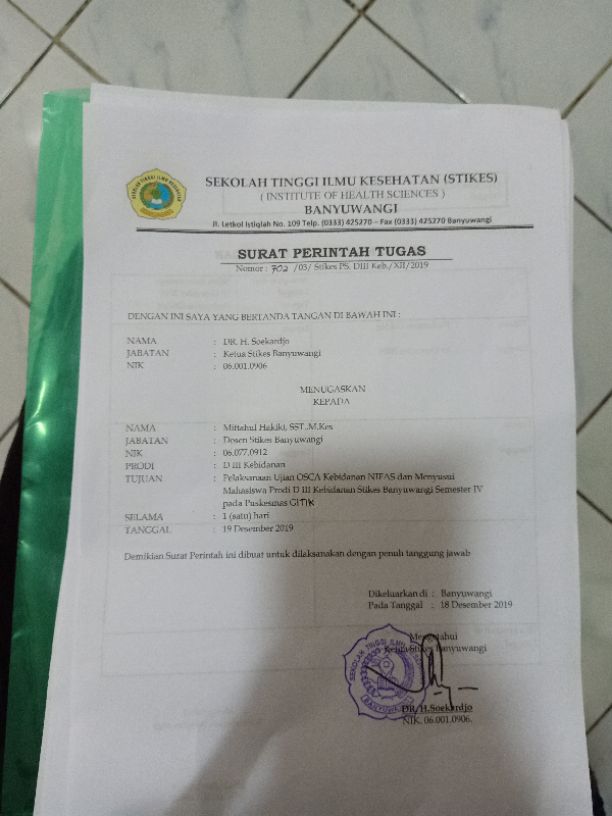 SEKOLAH TINGGI ILMU KESEHATAN (STIKES)
( INSTITUTE OF HEALTH SCIENCES )
BANYUWANGI
Jl. Letkol Istiqlah No. 109 Telp. (0333) 425270 – Fax (0333) 425270 Banyuwangi
SURAT PERINTAH TUGAS
Nomor : 702 /03/ Stikes PS. DIII Keb./XII/2019
DENGAN INI SAYA YANG BERTANDA TANGAN DI BAWAH INI :
NAMA : DR. H. Soekardjo
JABATAN : Ketua Stikes Banyuwangi
NIK : 06.001.0906
MENUGASKAN
KEPADA
NAMA : Miftahul Hakiki, SST.,M.Kes
JABATAN : Dosen Stikes Banyuwangi
NIK : 06.077.0912
PRODI : D III Kebidanan
TUJUAN : Pelaksanaan Ujian OSCA Kebidanan NIFAS dan Menyusui
Mahasiswa Prodi D III Kebidanan Stikes Banyuwangi Semester IV
pada Puskesmas GITIK
SELAMA : 1 (satu) hari
TANGGAL : 19 Desember 2019
Demikian Surat Perintah ini dibuat untuk dilaksanakan dengan penuh tanggung jawab
Dikeluarkan di : Banyuwangi
Pada Tanggal : 18 Desember 2019
Mengetahui
Ketua Stikes Banyuwangi
SEKOLAH TINGGI ILMU
BANYUWANGI
DR. H.Soekardjo
NIK. 06.001.0906.